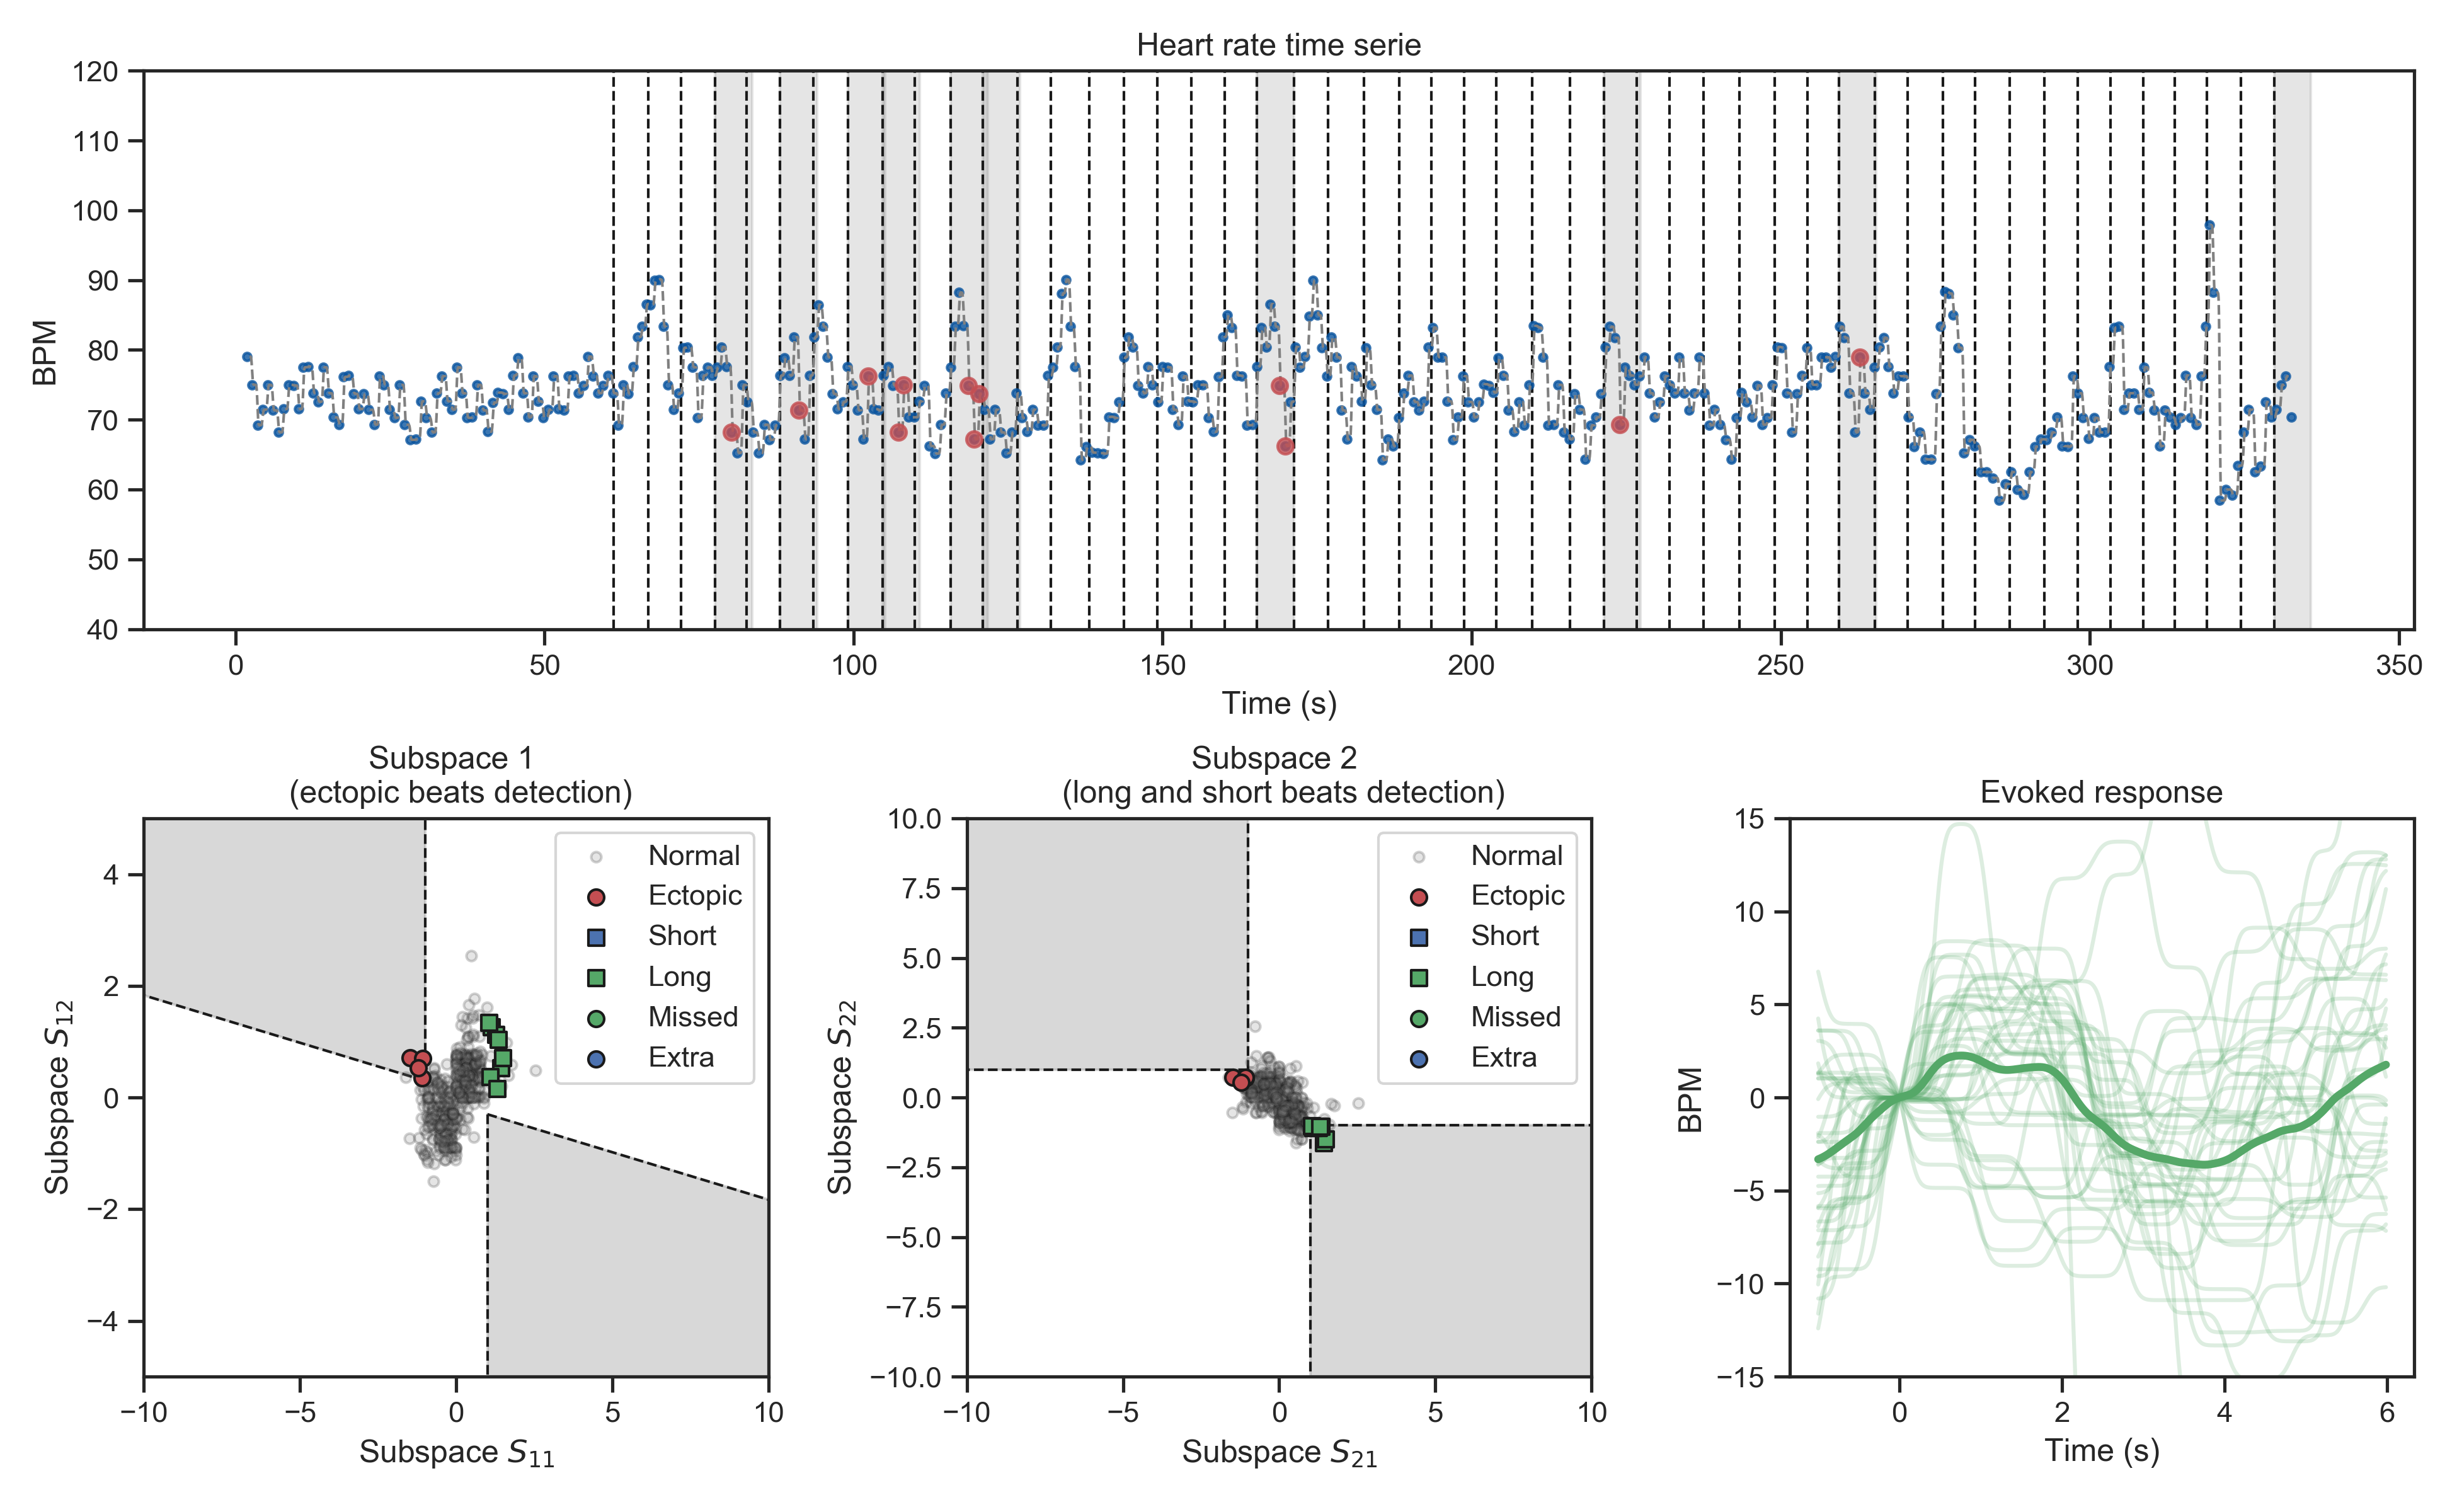 Heart rate time serie
120
110
100
90
80
70
60
50
40
BPM
0 50 100 150 200 250 300 350
Time (s)
Subspace 1
(ectopic beats detection)
4
2
0
−2
−4
Subspace S12
Normal
Ectopic
Short
Long
Missed
Extra
−10 −5 0 5 10
Subspace S11
Subspace 2
(long and short beats detection)
10.0
7.5
5.0
2.5
0.0
−2.5
−5.0
−7.5
−10.0
Subspace S22
Normal
Ectopic
Short
Long
Missed
Extra
−10 −5 0 5 10
Subspace S21
Evoked response
15
10
5
0
−5
−10
−15
BPM
0 2 4 6
Time (s)